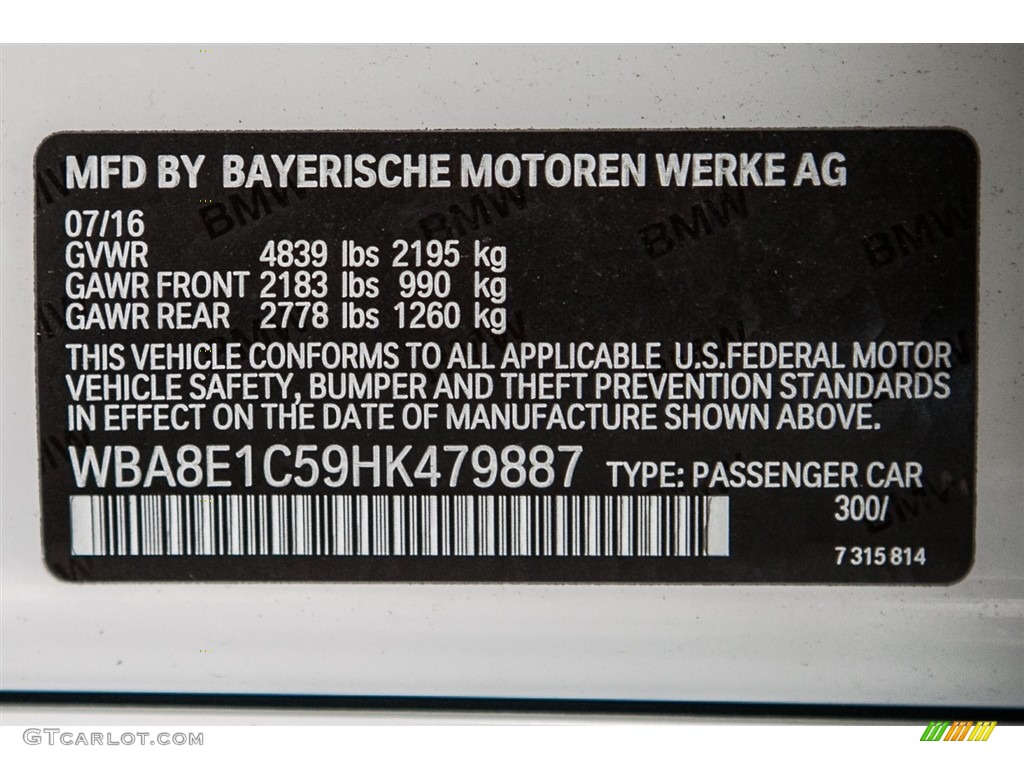 MFD BY BAYERISCHE MOTOREN WERKE AG
07/16
GVWR 4839 lbs 2195 kg
GAWR FRONT 2183 lbs 990 kg
GAWR REAR 2778 lbs 1260 kg
THIS VEHICLE CONFORMS TO ALL APPLICABLE U.S.FEDERAL MOTOR
VEHICLE SAFETY, BUMPER AND THEFT PREVENTION STANDARDS
IN EFFECT ON THE DATE OF MANUFACTURE SHOWN ABOVE.
WBA8E1C59HK479887 TYPE: PASSENGER CAR
300/
7 315 814
GTCARLOT.COM